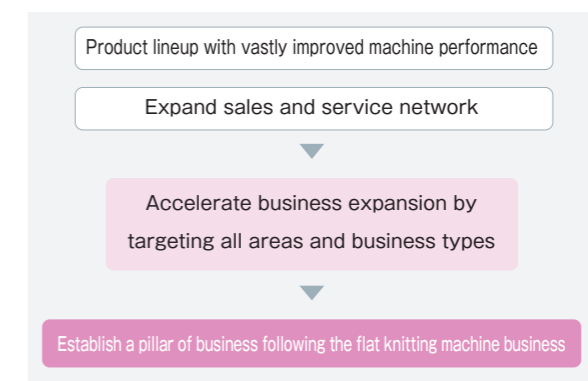 Product lineup with vastly improved machine performance
Expand sales and service network
Accelerate business expansion by
targeting all areas and business types
Establish a pillar of business following the flat knitting machine business